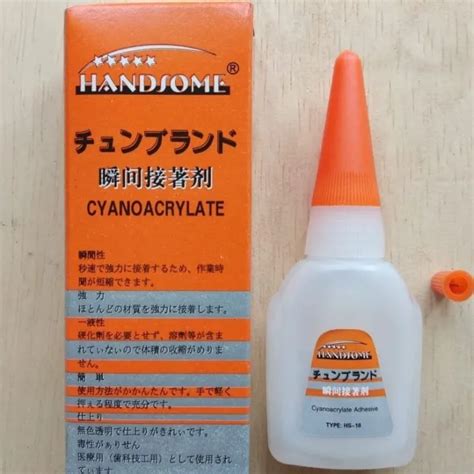 HANDSOME®
チュンブランド
瞬间接著剂
CYANOACRYLATE
瞬間性
秒速で強力に接着するため、作業時
間が短縮できます。
強 力
ほとんどの材質を強力に接着します。
一液性
硬化劑を必要とせず、溶劑等が含ま
れていないので体積の収縮がめりま
せん。
簡 単
使用方法がかかんたんです。手で軽く
押える程度で充分です。
仕上り
無色透明で仕上りがきれいです。
毒性がありせん
医療用（歯科技工用）として使用され
ています。
HANDSOME
チュンブランド
瞬间接著剂
Cyanoacrylate Adhesive
TYPE: HS-18